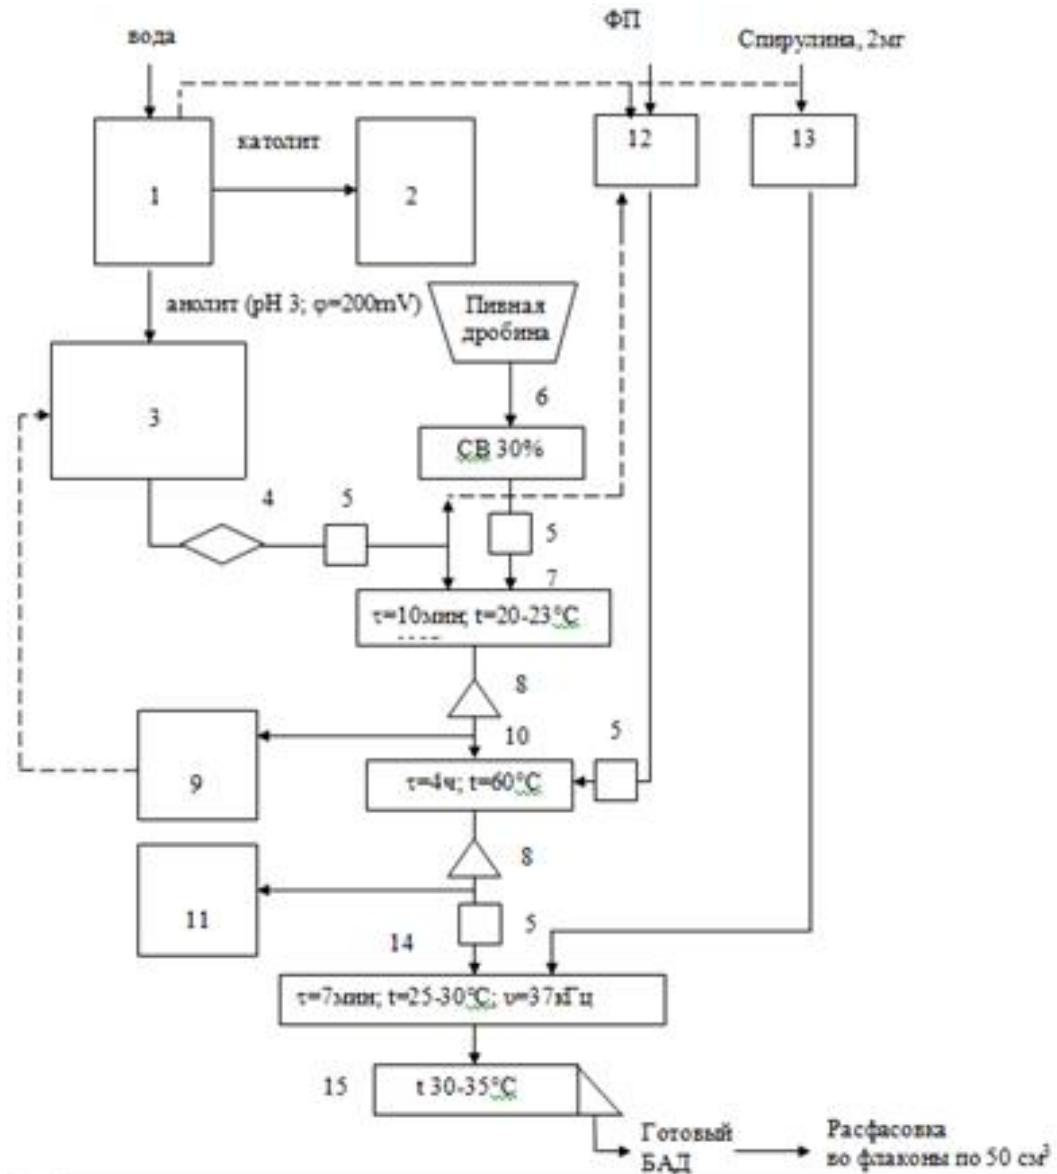 вода
ФП
Спирулина, 2мг
католит
12
13
1
2
анолит (рН 3; φ=200mV)
Пивная
дробина
3
6
СВ 30%
4
5
5
7
τ=10мин; t=20-23°С
8
10
5
9
τ=4ч; t=60°С
8
11
5
14
τ=7мин; t=25-30°С; υ=37кГц
15
t 30-35°С
Готовый
БАД
Расфасовка
во флаконы по 50 см³